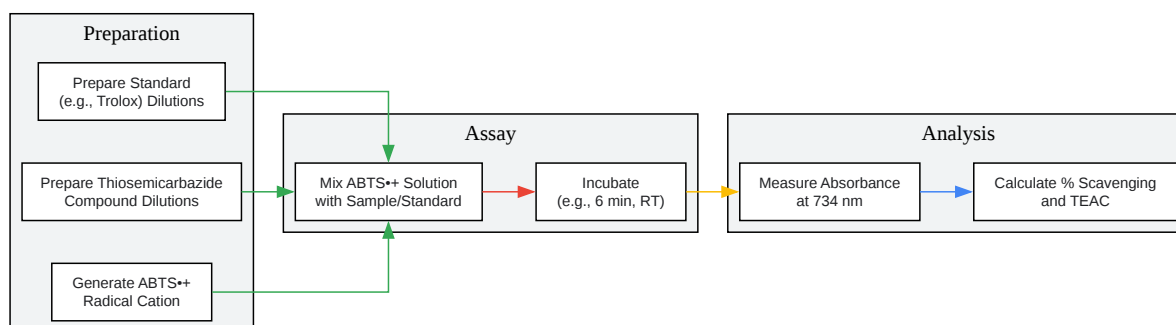 Preparation
Prepare Standard
(e.g., Trolox) Dilutions
Prepare Thiosemicarbazide
Compound Dilutions
Generate ABTS•+
Radical Cation
Assay
Mix ABTS•+ Solution
with Sample/Standard
Incubate
(e.g., 6 min, RT)
Analysis
Measure Absorbance
at 734 nm
Calculate % Scavenging
and TEAC